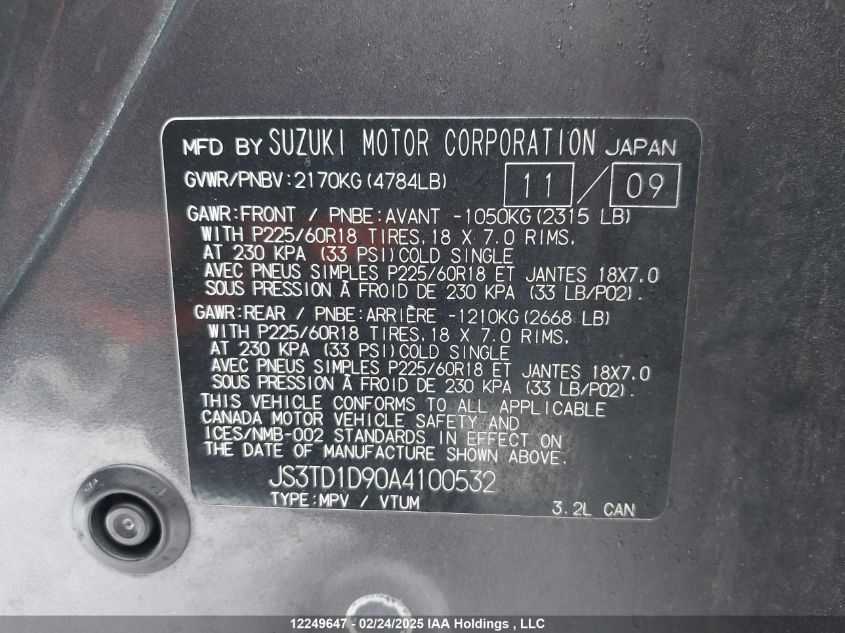 MFD BY SUZUKI MOTOR CORPORATION JAPAN
GVWR/PNBV:2170KG(4784LB) 11/09
GAWR:FRONT / PNBE:AVANT -1050KG(2315 LB)
WITH P225/60R18 TIRES, 18 X 7.0 RIMS,
AT 230 KPA (33 PSI)COLD SINGLE
AVEC PNEUS SIMPLES P225/60R18 ET JANTES 18X7.0
SOUS PRESSION À FROID DE 230 KPA (33 LB/PO2).
GAWR:REAR / PNBE:ARRIÈRE -1210KG(2668 LB)
WITH P225/60R18 TIRES, 18 X 7.0 RIMS,
AT 230 KPA (33 PSI)COLD SINGLE
AVEC PNEUS SIMPLES P225/60R18 ET JANTES 18X7.0
SOUS PRESSION À FROID DE 230 KPA (33 LB/PO2).
THIS VEHICLE CONFORMS TO ALL APPLICABLE
CANADA MOTOR VEHICLE SAFETY AND
ICES/NMB-002 STANDARDS IN EFFECT ON
THE DATE OF MANUFACTURE SHOWN ABOVE.
JS3TD1D90A4100532
TYPE:MPV / VTUM 3.2L CAN
12249647 - 02/24/2025 IAA Holdings , LLC